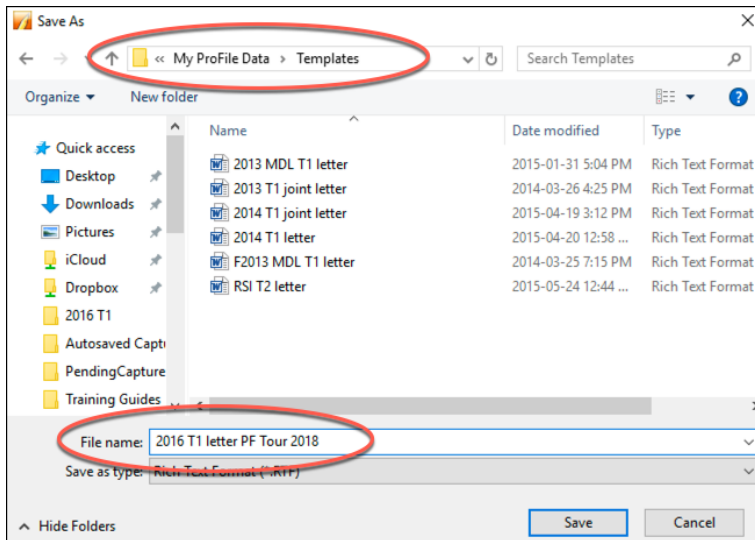 Save As
« My ProFile Data > Templates
Search Templates
Organize
New folder
Name
Date modified
Type
Quick access
Desktop
Downloads
Pictures
iCloud
Dropbox
2016 T1
Autosaved Captu
PendingCapture
Training Guides
2013 MDL T1 letter 2015-01-31 5:04 PM Rich Text Format
2013 T1 joint letter 2014-03-26 4:25 PM Rich Text Format
2014 T1 joint letter 2015-04-19 3:12 PM Rich Text Format
2014 T1 letter 2015-04-20 12:58 ... Rich Text Format
F2013 MDL T1 letter 2014-03-25 7:15 PM Rich Text Format
RSI T2 letter 2015-05-24 12:44 ... Rich Text Format
File name: 2016 T1 letter PF Tour 2018
Save as type: Rich Text Format (*.RTF)
Hide Folders
Save
Cancel